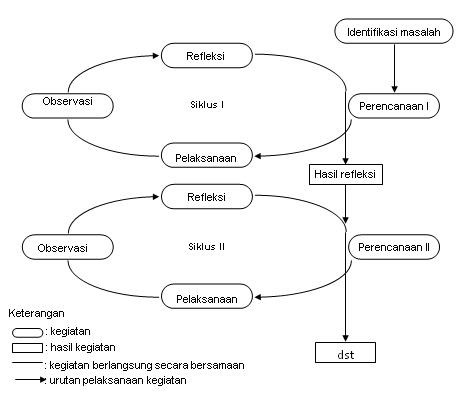 Identifikasi masalah
Refleksi
Observasi
Siklus I
Perencanaan I
Pelaksanaan
Hasil refleksi
Refleksi
Observasi
Siklus II
Perencanaan II
Pelaksanaan
Keterangan
: kegiatan
: hasil kegiatan
: kegiatan berlangsung secara bersamaan
: urutan pelaksanaan kegiatan
dst